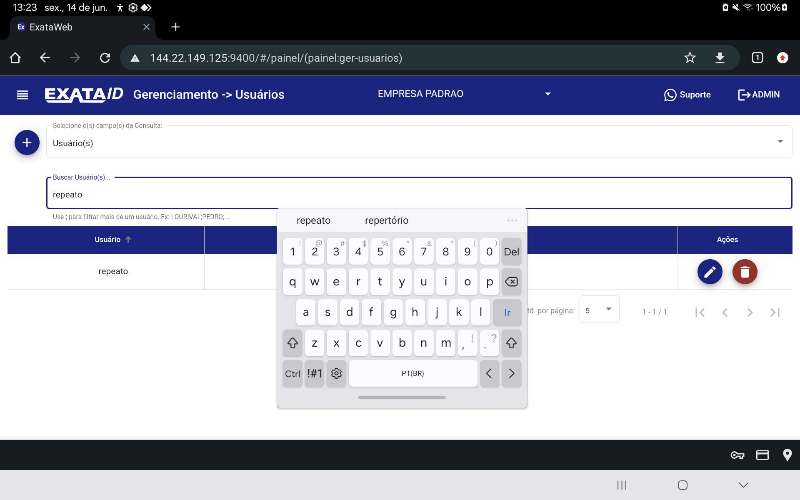 13:23 sex., 14 de jun. 100%
Ex ExataWeb
144.22.149.125:9400/#/painel/(painel:ger-usuarios) 1
EXATAID Gerenciamento -> Usuários EMPRESA PADRAO Suporte ADMIN
Selecione o(s) campo(s) da Consulta:
Usuário(s)
Buscar Usuário(s)...
repeato
Use ; para filtrar mais de um usuário. Ex: LOURIVAL;PEDRO;...
repeato repertório ...
Usuário Ações
repeato
1 2 3 4 5 6 7 8 9 0 Del
q w e r t y u i o p
a s d f g h j k l Ir
z x c v b n m , ! . ?
Ctrl !#1 PT(BR)
por página: 5 1 - 1 / 1